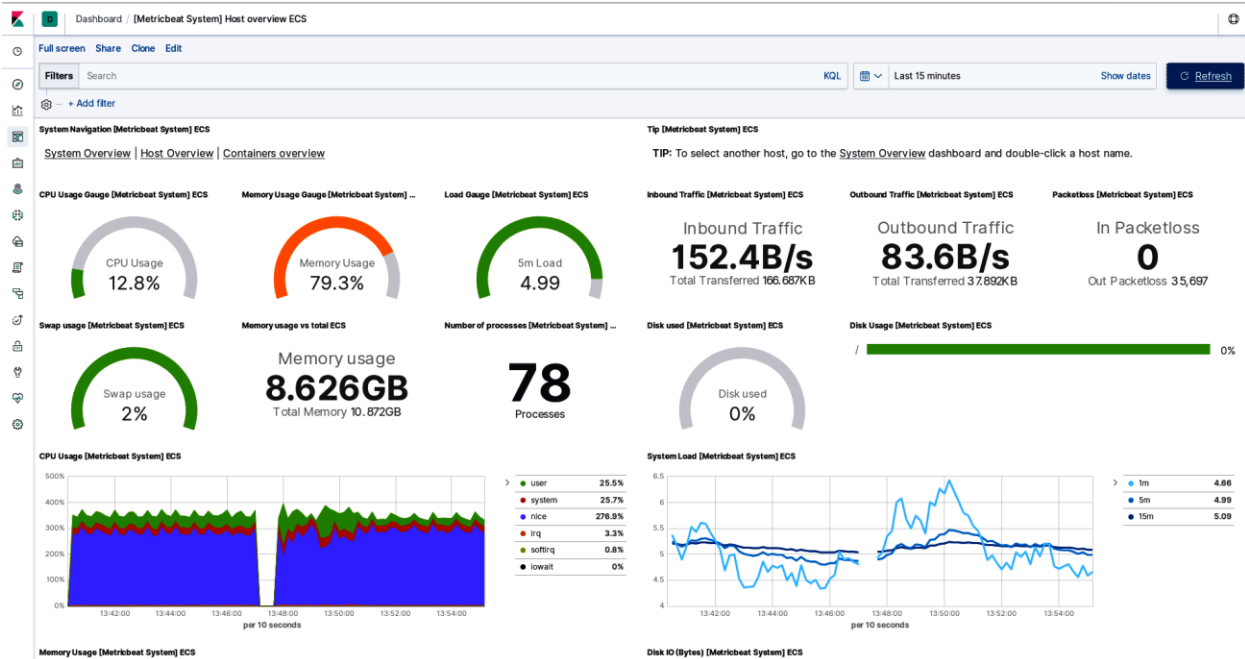 D Dashboard / [Metricbeat System] Host overview ECS
Full screen Share Clone Edit
Filters Search KQL Last 15 minutes Show dates Refresh
+ Add filter
System Navigation [Metricbeat System] ECS
System Overview | Host Overview | Containers overview
Tip [Metricbeat System] ECS
TIP: To select another host, go to the System Overview dashboard and double-click a host name.
CPU Usage Gauge [Metricbeat System] ECS
CPU Usage
12.8%
Memory Usage Gauge [Metricbeat System] ...
Memory Usage
79.3%
Load Gauge [Metricbeat System] ECS
5m Load
4.99
Inbound Traffic [Metricbeat System] ECS
Inbound Traffic
152.4B/s
Total Transferred 166.687KB
Outbound Traffic [Metricbeat System] ECS
Outbound Traffic
83.6B/s
Total Transferred 37.892KB
Packetloss [Metricbeat System] ECS
In Packetloss
0
Out Packetloss 35,697
Swap usage [Metricbeat System] ECS
Swap usage
2%
Memory usage vs total ECS
Memory usage
8.626GB
Total Memory 10.872GB
Number of processes [Metricbeat System] ...
78
Processes
Disk used [Metricbeat System] ECS
Disk used
0%
Disk Usage [Metricbeat System] ECS
/ 0%
CPU Usage [Metricbeat System] ECS
500%
400%
300%
200%
100%
0%
13:42:00 13:44:00 13:46:00 13:48:00 13:50:00 13:52:00 13:54:00
per 10 seconds
user 25.5%
system 25.7%
nice 276.9%
irq 3.3%
softirq 0.8%
iowait 0%
System Load [Metricbeat System] ECS
6.5
6
5.5
5
4.5
4
13:42:00 13:44:00 13:46:00 13:48:00 13:50:00 13:52:00 13:54:00
per 10 seconds
1m 4.66
5m 4.99
15m 5.09
Memory Usage [Metricbeat System] ECS
Disk IO (Bytes) [Metricbeat System] ECS